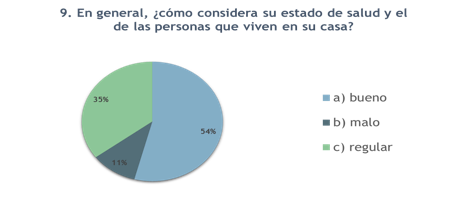 9. En general, ¿cómo considera su estado de salud y el
de las personas que viven en su casa?
35%
54%
11%
a) bueno
b) malo
c) regular